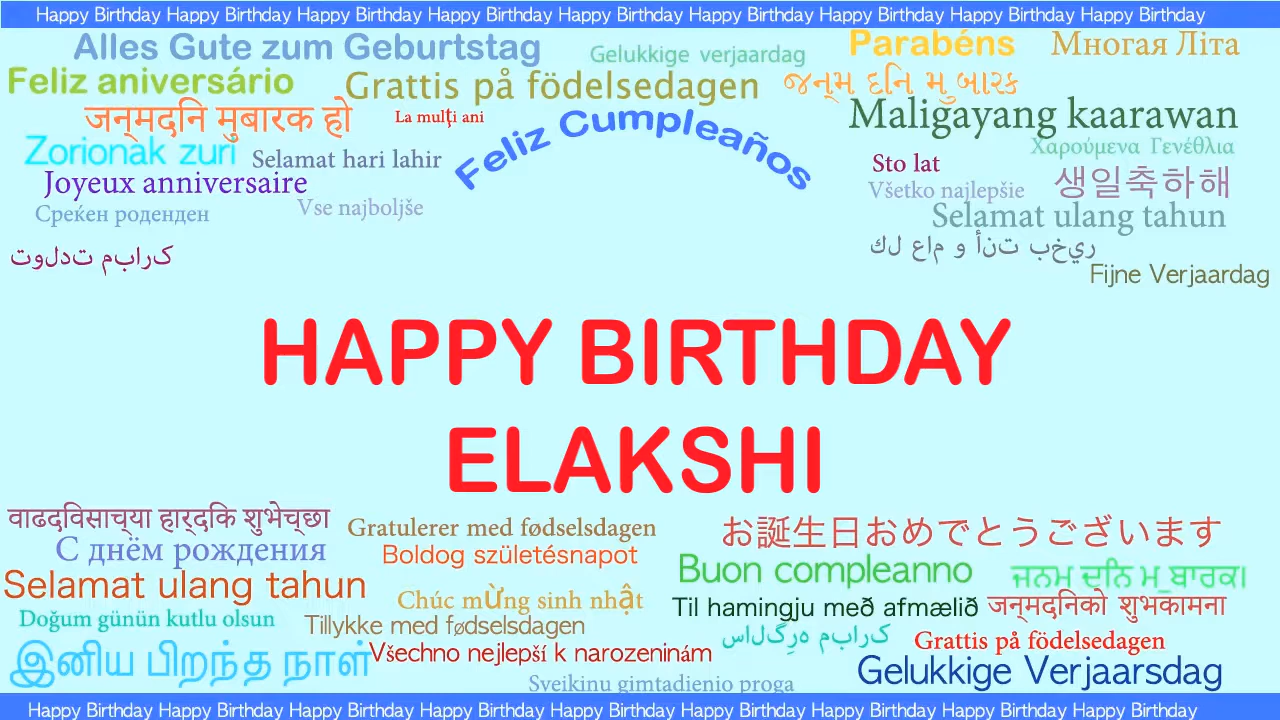 Happy Birthday Happy Birthday Happy Birthday Happy Birthday Happy Birthday Happy Birthday Happy Birthday Happy Birthday Happy Birthday
Alles Gute zum Geburtstag
Gelukkige verjaardag
Parabéns
Многая Літа
Feliz aniversário
Grattis på födelsedagen
જન્મ દિન મુબારક
जन्मदिन मुबारक हो
La mulţi ani
Feliz Cumpleaños
Maligayang kaarawan
Zorionak zuri
Selamat hari lahir
Sto lat
Χαρούμενα Γενέθλια
Joyeux anniversaire
Všetko najlepšie
생일축하해
Среќен роденден
Vse najboljše
Selamat ulang tahun
تولدت مبارک
كل عام و أنت بخير
Fijne Verjaardag
HAPPY BIRTHDAY
ELAKSHI
वाढदिवसाच्या हार्दिक शुभेच्छा
Gratulerer med fødselsdagen
お誕生日おめでとうございます
С днём рождения
Boldog születésnapot
Buon compleanno
ਜਨਮ ਦਿਨ ਮੁਬਾਰਕ।
Selamat ulang tahun
Chúc mừng sinh nhật
Til hamingju með afmælið
जन्मदिनको शुभकामना
Doğum günün kutlu olsun
Tillykke med fødselsdagen
سالگرہ مبارک
Grattis på födelsedagen
இனிய பிறந்த நாள்
Všechno nejlepší k narozeninám
Gelukkige Verjaarsdag
Sveikinu gimtadienio proga
Happy Birthday Happy Birthday Happy Birthday Happy Birthday Happy Birthday Happy Birthday Happy Birthday Happy Birthday Happy Birthday